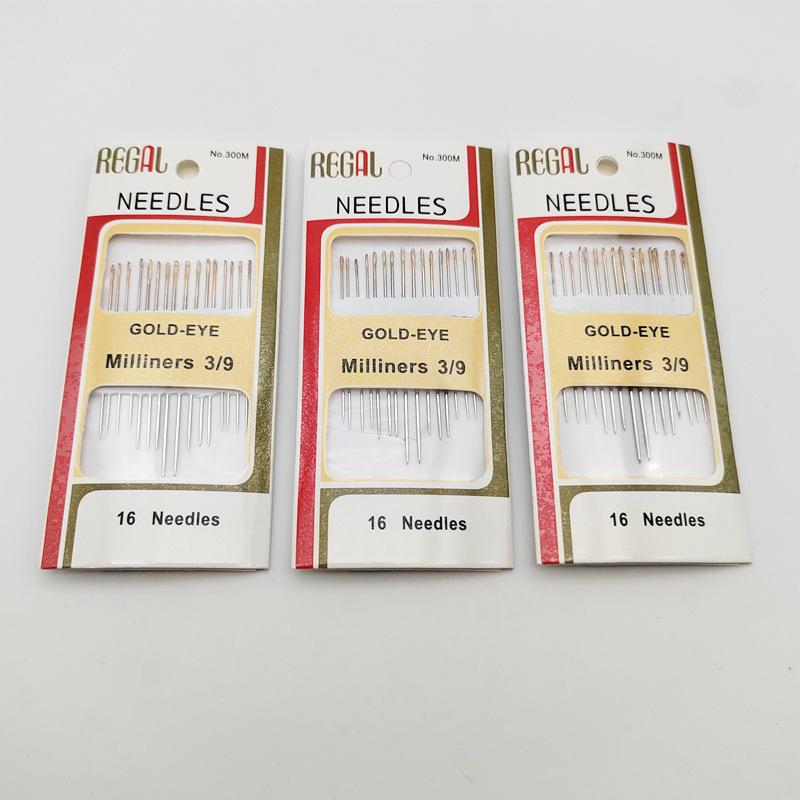 REGAL No.300M
NEEDLES
GOLD-EYE
Milliners 3/9
16 Needles
REGAL No.300M
NEEDLES
GOLD-EYE
Milliners 3/9
16 Needles
REGAL No.300M
NEEDLES
GOLD-EYE
Milliners 3/9
16 Needles